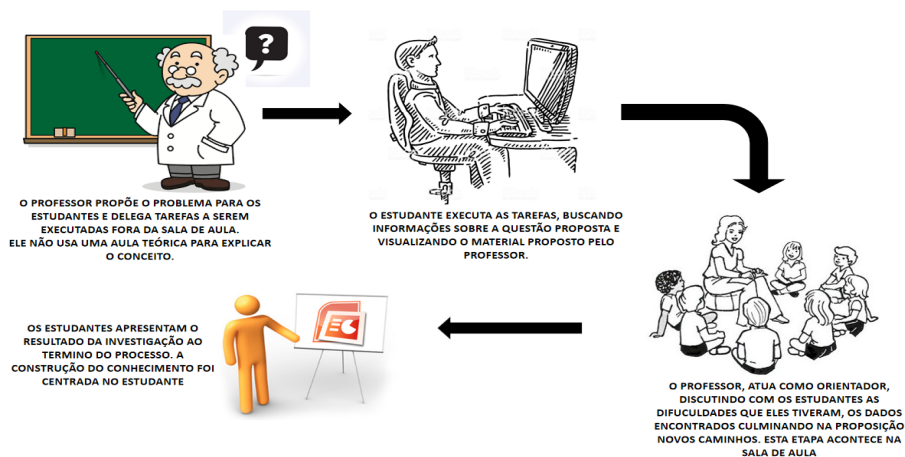 ?
O PROFESSOR PROPÕE O PROBLEMA PARA OS
ESTUDANTES E DELEGA TAREFAS A SEREM
EXECUTADAS FORA DA SALA DE AULA.
ELE NÃO USA UMA AULA TEÓRICA PARA EXPLICAR
O CONCEITO.
O ESTUDANTE EXECUTA AS TAREFAS, BUSCANDO
INFORMAÇÕES SOBRE A QUESTÃO PROPOSTA E
VISUALIZANDO O MATERIAL PROPOSTO PELO
PROFESSOR.
O PROFESSOR, ATUA COMO ORIENTADOR,
DISCUTINDO COM OS ESTUDANTES AS
DIFUCULDADES QUE ELES TIVERAM, OS DADOS
ENCONTRADOS CULMINANDO NA PROPOSIÇÃO
NOVOS CAMINHOS. ESTA ETAPA ACONTECE NA
SALA DE AULA
OS ESTUDANTES APRESENTAM O
RESULTADO DA INVESTIGAÇÃO AO
TERMINO DO PROCESSO. A
CONSTRUÇÃO DO CONHECIMENTO FOI
CENTRADA NO ESTUDANTE